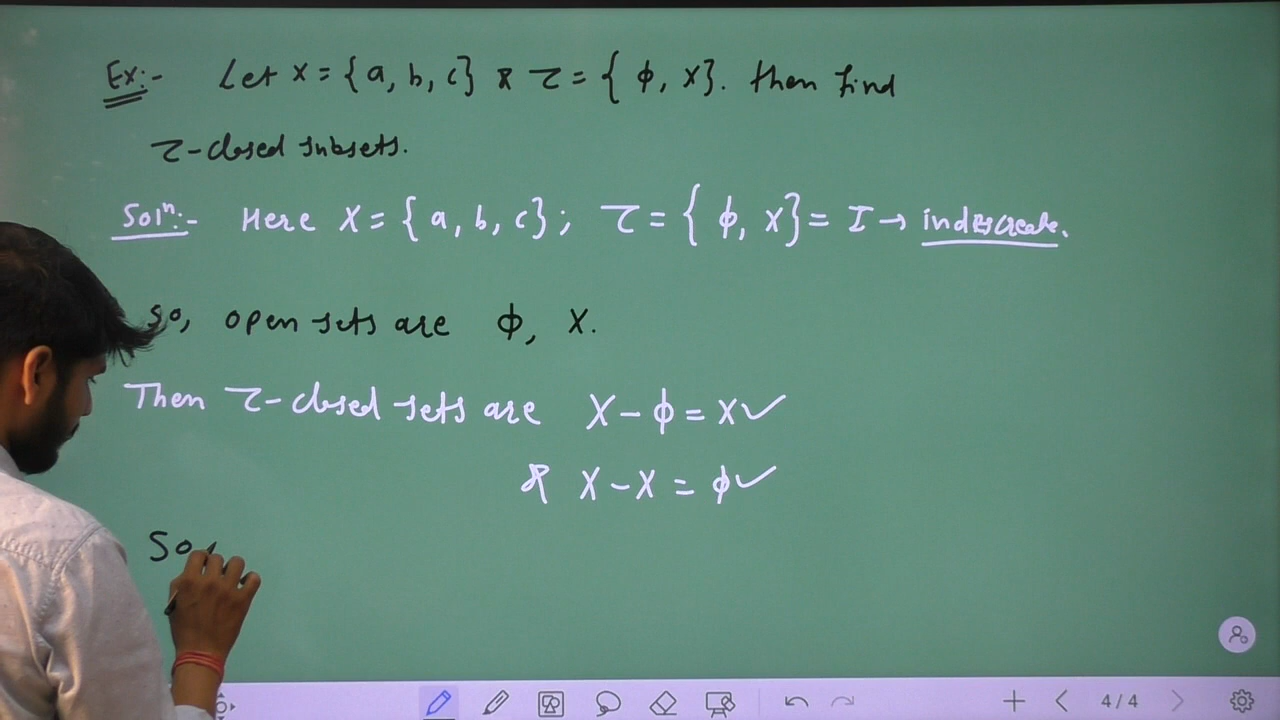 Ex:- Let X = {a, b, c} & τ = {ϕ, X}. then find
τ-closed subsets.
Solⁿ:- Here X = {a, b, c}; τ = {ϕ, X} = I → indiscreate.
So, open sets are ϕ, X.
Then τ-closed sets are X - ϕ = X ✓
& X - X = ϕ ✓
So,
4/4